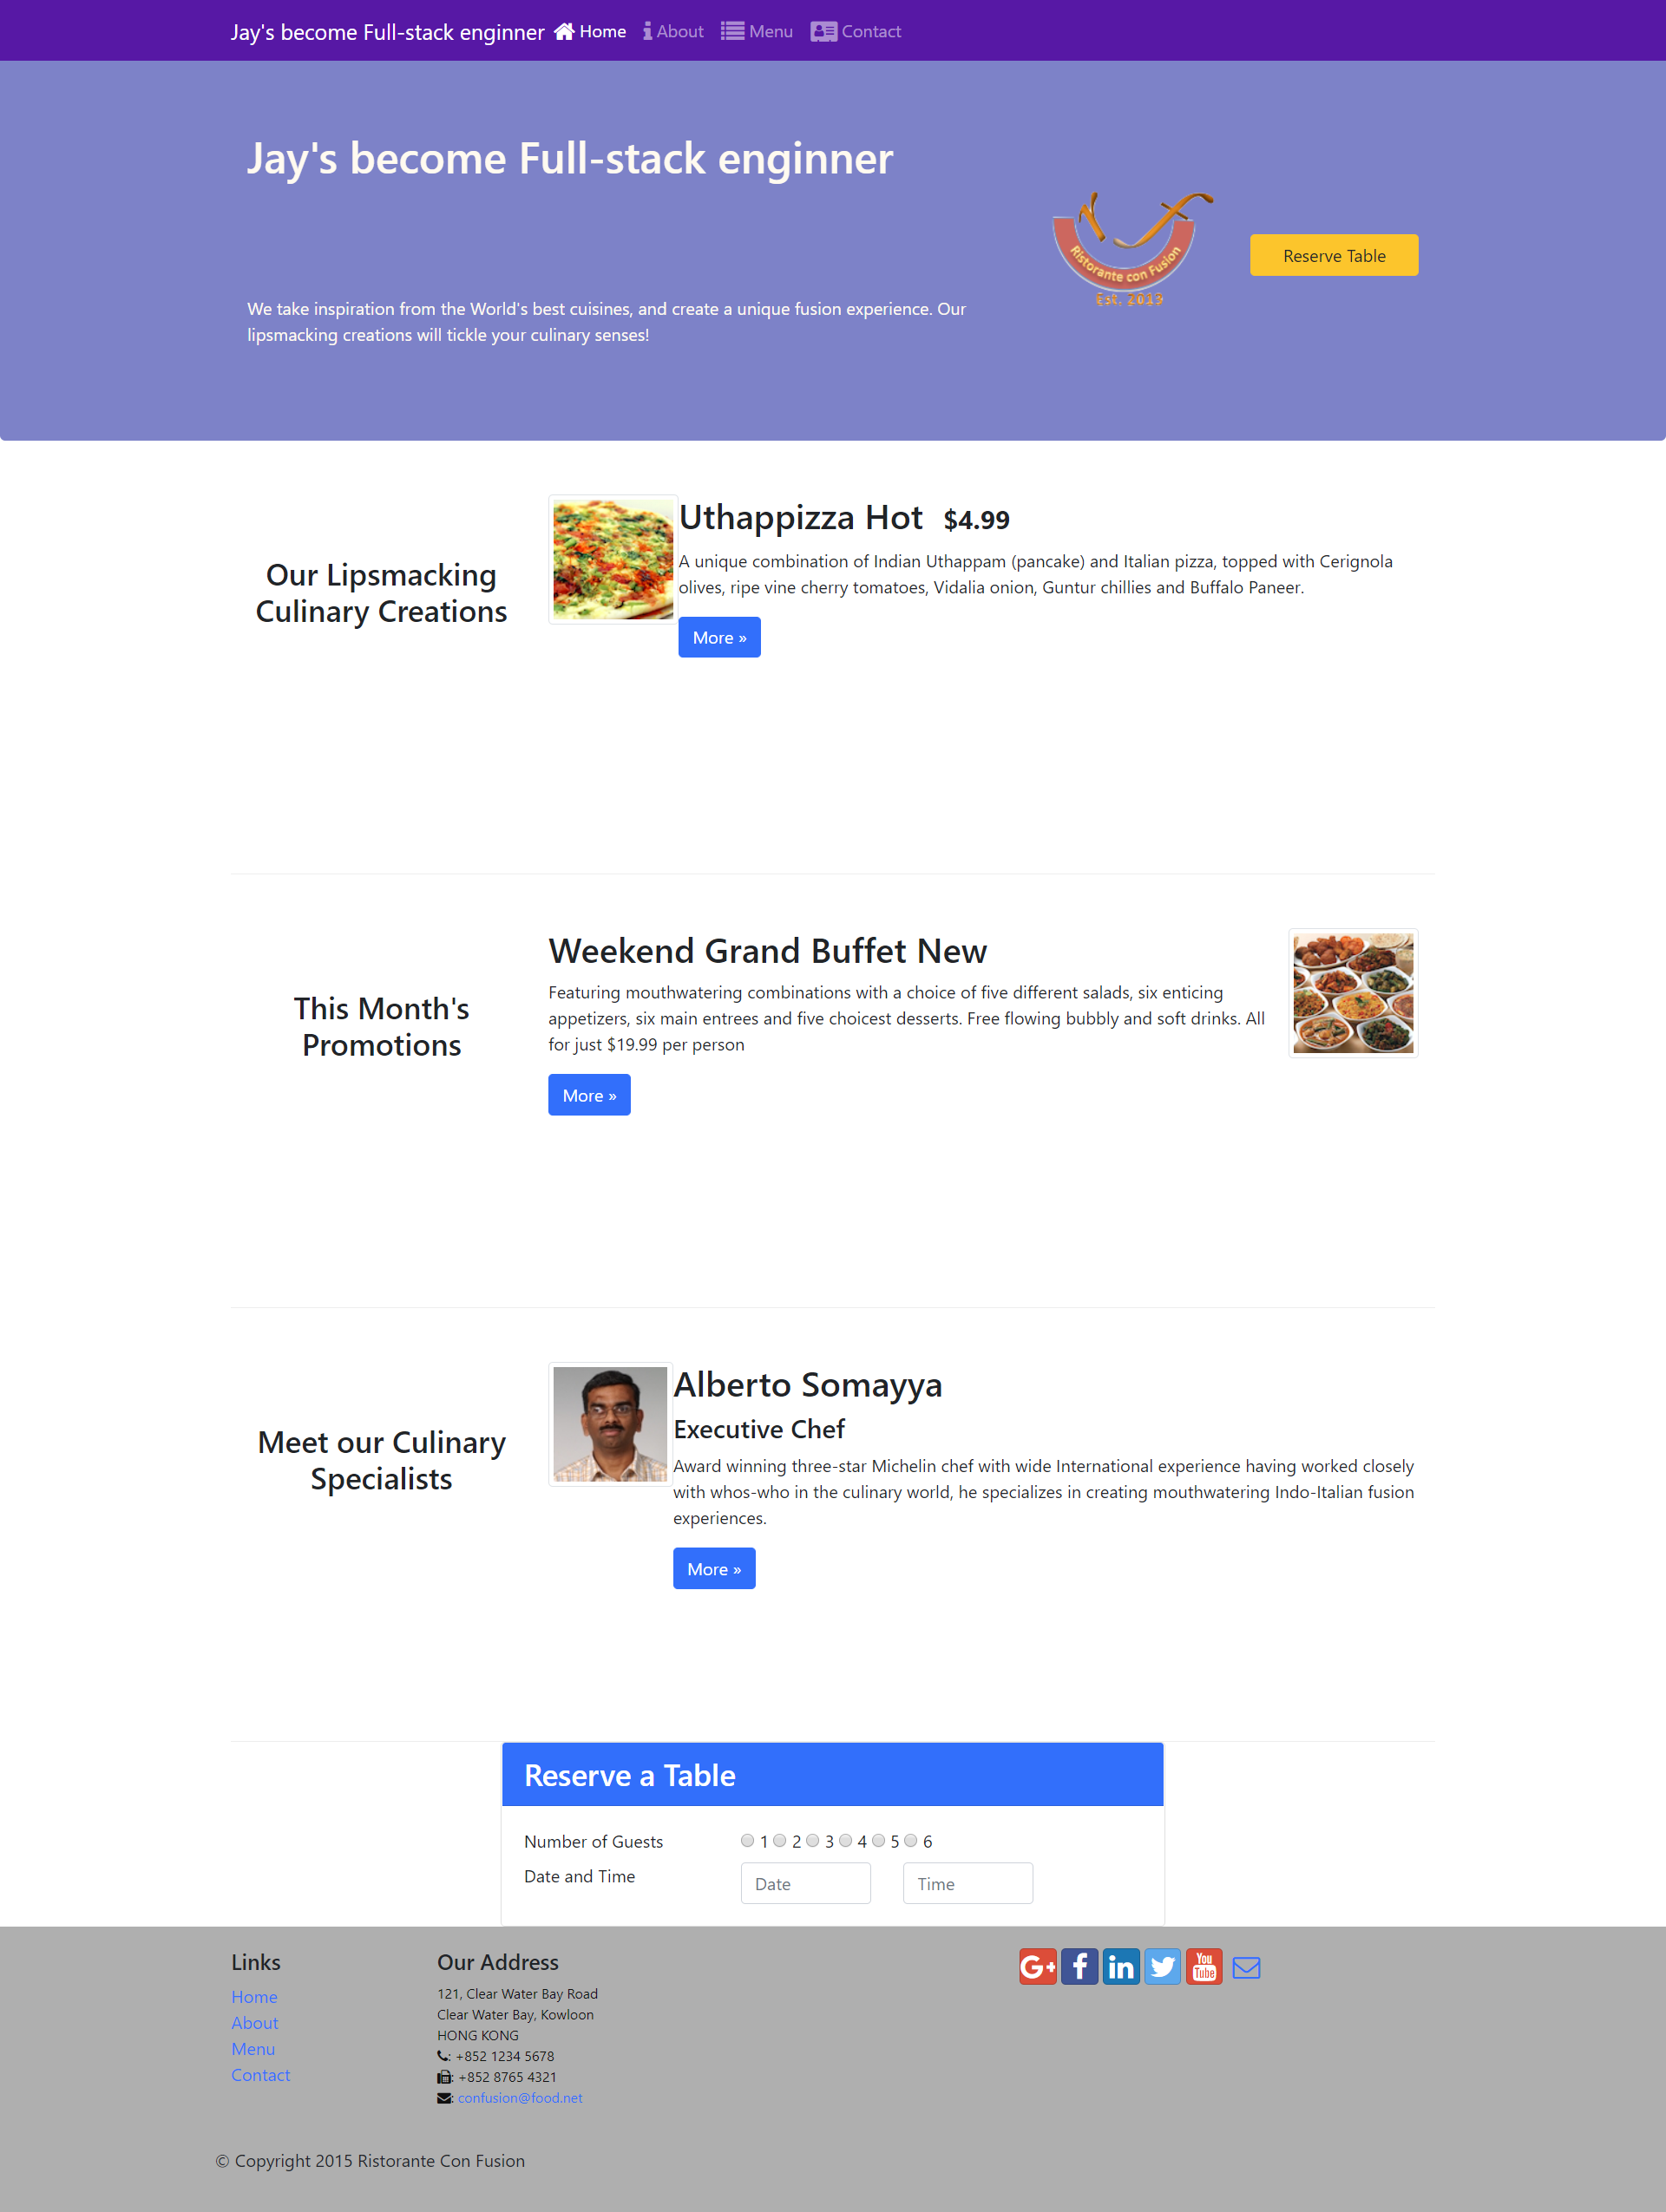 Jay's become Full-stack enginner Home About Menu Contact
Jay's become Full-stack enginner
Ristorante con Fusion
Est. 2019
Reserve Table
We take inspiration from the World's best cuisines, and create a unique fusion experience. Our
lipsmacking creations will tickle your culinary senses!
Our Lipsmacking
Culinary Creations
Uthappizza Hot $4.99
A unique combination of Indian Uthappam (pancake) and Italian pizza, topped with Cerignola
olives, ripe vine cherry tomatoes, Vidalia onion, Guntur chillies and Buffalo Paneer.
More »
This Month's
Promotions
Weekend Grand Buffet New
Featuring mouthwatering combinations with a choice of five different salads, six enticing
appetizers, six main entrees and five choicest desserts. Free flowing bubbly and soft drinks. All
for just $19.99 per person
More »
Meet our Culinary
Specialists
Alberto Somayya
Executive Chef
Award winning three-star Michelin chef with wide International experience having worked closely
with whos-who in the culinary world, he specializes in creating mouthwatering Indo-Italian fusion
experiences.
More »
Reserve a Table
Number of Guests 1 2 3 4 5 6
Date and Time Date Time
Links
Home
About
Menu
Contact
Our Address
121, Clear Water Bay Road
Clear Water Bay, Kowloon
HONG KONG
: +852 1234 5678
: +852 8765 4321
: confusion@food.net
G+ f in You Tube
© Copyright 2015 Ristorante Con Fusion